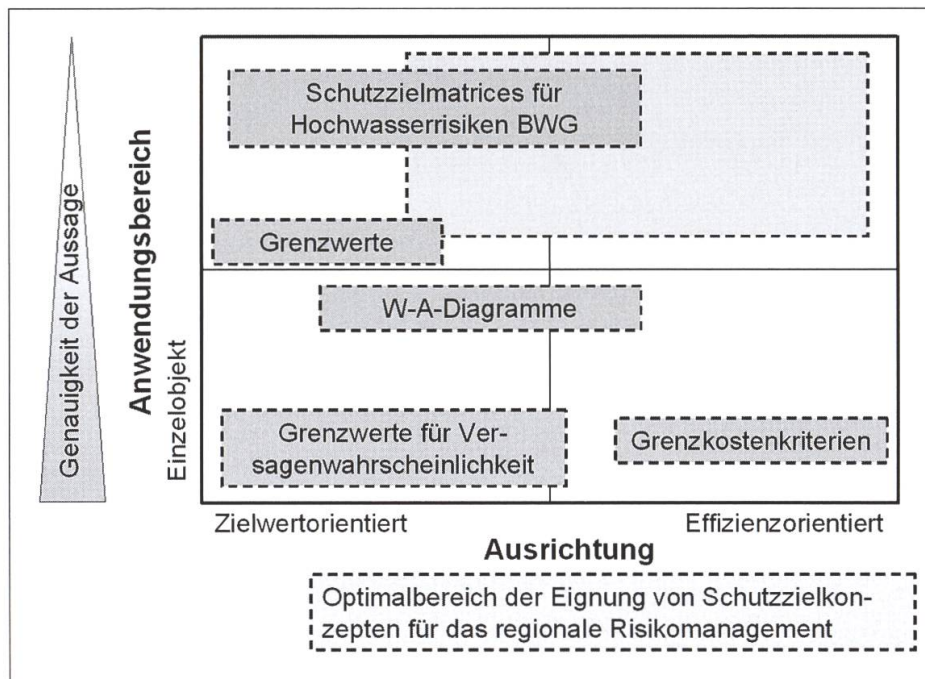 Genauigkeit der Aussage
Anwendungsbereich
Einzelobjekt
Schutzzielmatrices für
Hochwasserrisiken BWG
Grenzwerte
W-A-Diagramme
Grenzwerte für Ver-
sagenwahrscheinlichkeit
Grenzkostenkriterien
Zielwertorientiert
Effizienzorientiert
Ausrichtung
Optimalbereich der Eignung von Schutzzielkon-
zepten für das regionale Risikomanagement